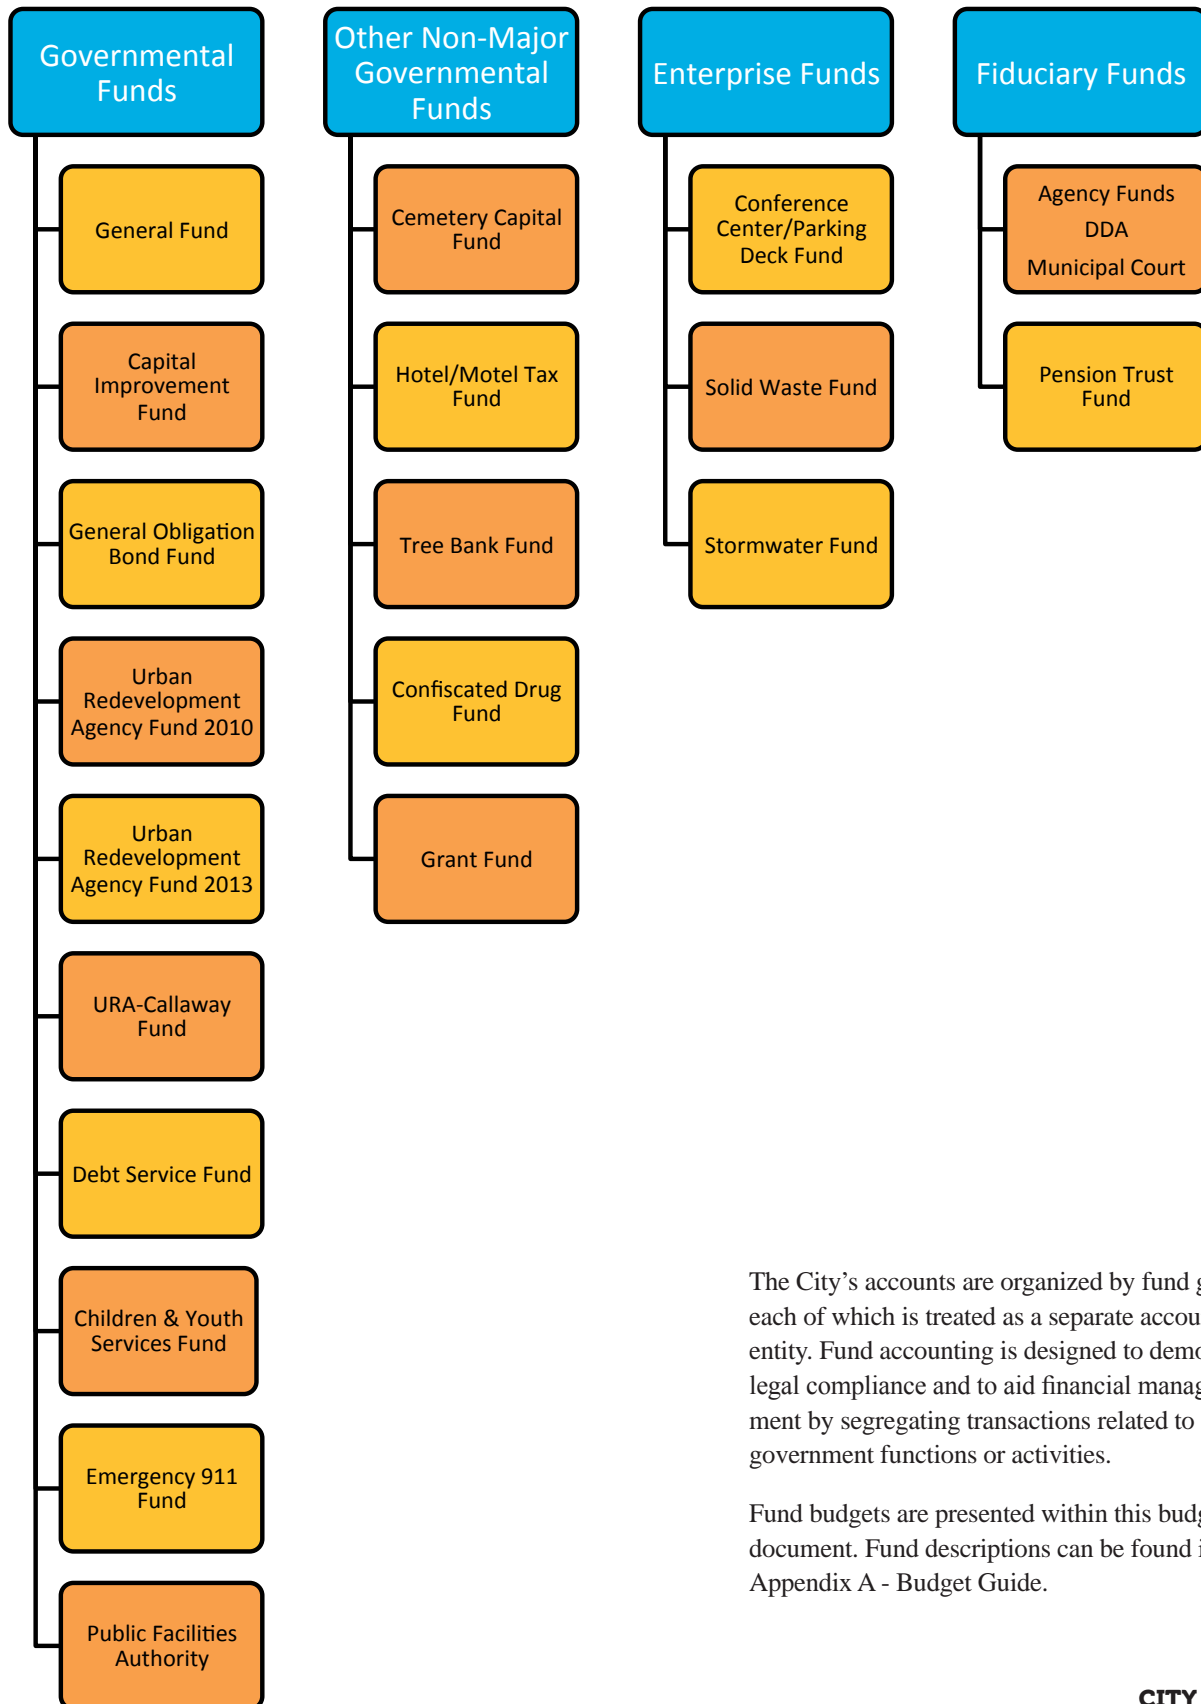 Governmental
Funds
General Fund
Capital
Improvement
Fund
General Obligation
Bond Fund
Urban
Redevelopment
Agency Fund 2010
Urban
Redevelopment
Agency Fund 2013
URA-Callaway
Fund
Debt Service Fund
Children & Youth
Services Fund
Emergency 911
Fund
Public Facilities
Authority
Other Non-Major
Governmental
Funds
Cemetery Capital
Fund
Hotel/Motel Tax
Fund
Tree Bank Fund
Confiscated Drug
Fund
Grant Fund
Enterprise Funds
Conference
Center/Parking
Deck Fund
Solid Waste Fund
Stormwater Fund
Fiduciary Funds
Agency Funds
DDA
Municipal Court
Pension Trust
Fund
The City’s accounts are organized by fund
each of which is treated as a separate
entity. Fund accounting is designed to
legal compliance and to aid financial
ment by segregating transactions related to
government functions or activities.
Fund budgets are presented within this
document. Fund descriptions can be found
Appendix A - Budget Guide.
CITY